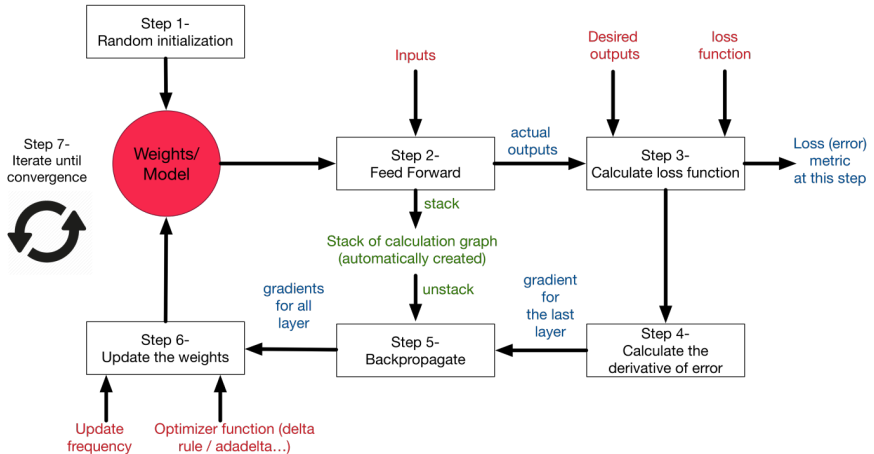 Step 1-
Random initialization
Inputs
Desired
outputs
loss
function
Step 7-
Iterate until
convergence
Weights/
Model
Step 2-
Feed Forward
actual
outputs
Step 3-
Calculate loss function
Loss (error)
metric
at this step
stack
Stack of calculation graph
(automatically created)
unstack
gradients
for all
layer
gradient
for
the last
layer
Step 6-
Update the weights
Step 5-
Backpropagate
Step 4-
Calculate the
derivative of error
Update
frequency
Optimizer function (delta
rule / adadelta...)